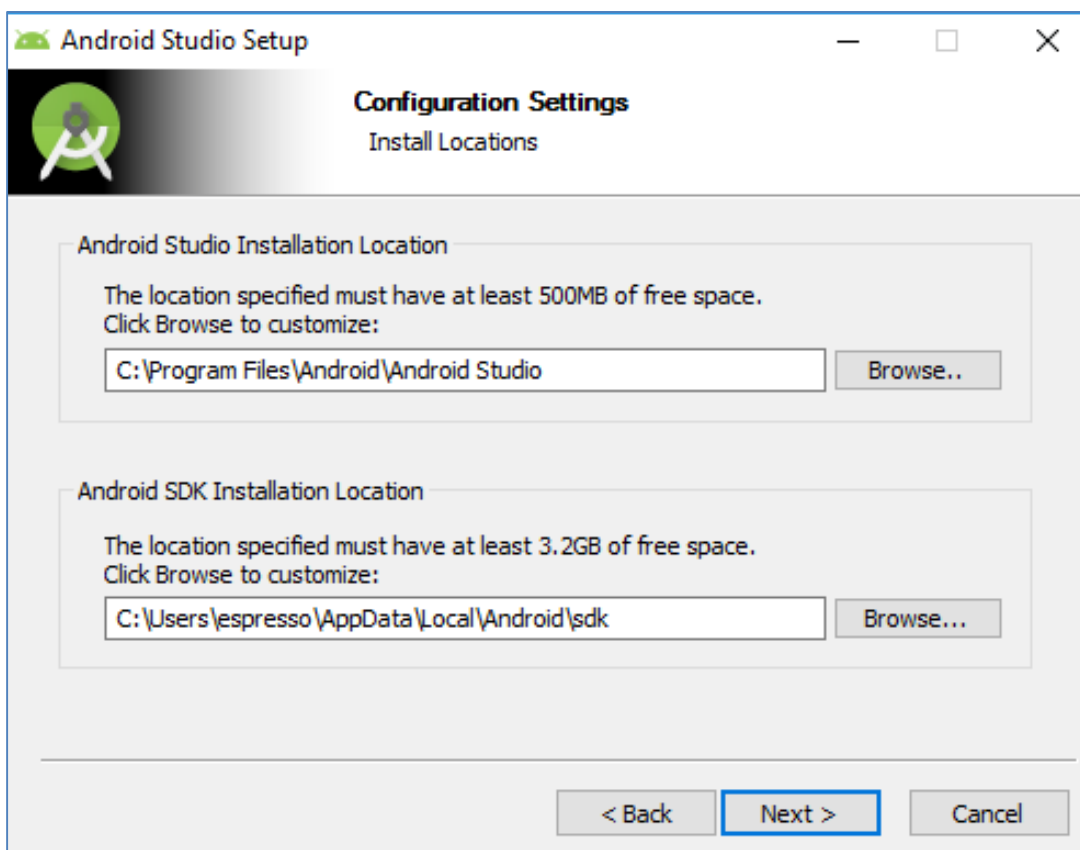 Android Studio Setup
Configuration Settings
Install Locations
Android Studio Installation Location
The location specified must have at least 500MB of free space.
Click Browse to customize:
C:\Program Files\Android\Android Studio
Browse..
Android SDK Installation Location
The location specified must have at least 3.2GB of free space.
Click Browse to customize:
C:\Users\espresso\AppData\Local\Android\sdk
Browse...
< Back
Next >
Cancel